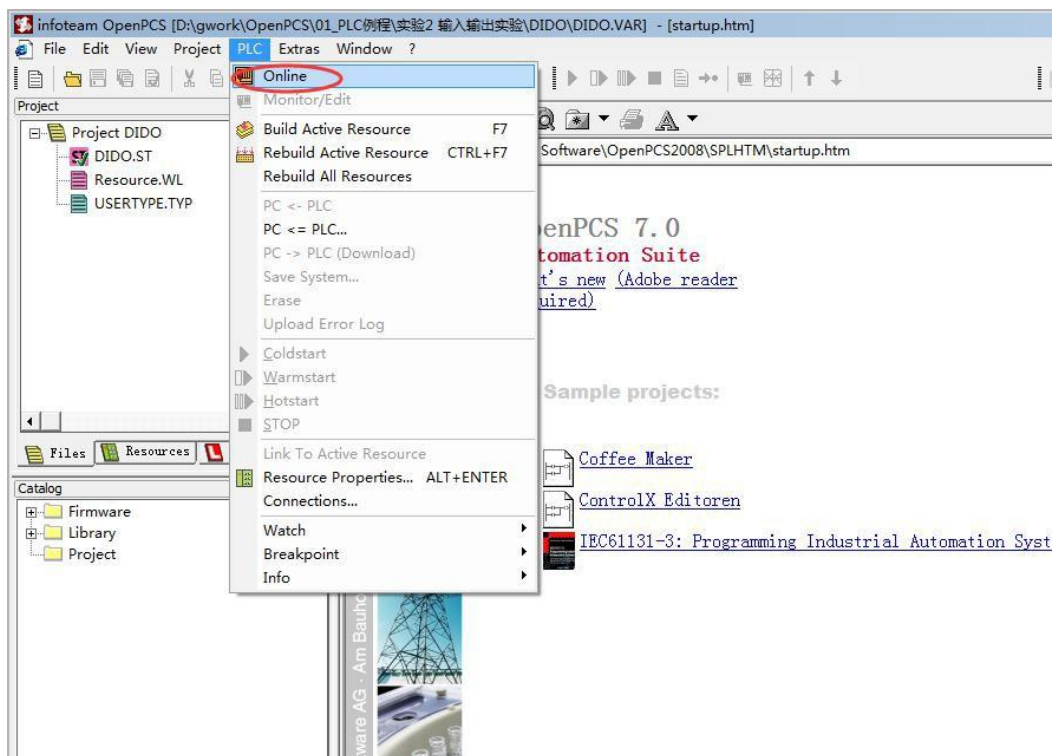 infoteam OpenPCS [D:\gwork\OpenPCS\01_PLC例程\实验2 输入输出实验\DIDO\DIDO.VAR] - [startup.htm]
File Edit View Project PLC Extras Window ?
Project
Project DIDO
DIDO.ST
Resource.WL
USERTYPE.TYP
Files Resources
Catalog
Firmware
Library
Project
Online
Monitor/Edit
Build Active Resource F7
Rebuild Active Resource CTRL+F7
Rebuild All Resources
PC <- PLC
PC <= PLC...
PC -> PLC (Download)
Save System...
Erase
Upload Error Log
Coldstart
Warmstart
Hotstart
STOP
Link To Active Resource
Resource Properties... ALT+ENTER
Connections...
Watch
Breakpoint
Info
Software\OpenPCS2008\SPLHTM\startup.htm
enPCS 7.0
tomation Suite
t's new (Adobe reader
uired)
Sample projects:
Coffee Maker
ControlX Editoren
IEC61131-3: Programming Industrial Automation Syst
ware AG · Am Bauho